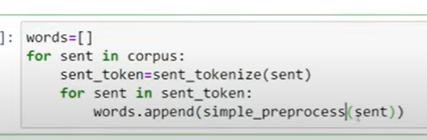 ]: words=[]
for sent in corpus:
    sent_token=sent_tokenize(sent)
    for sent in sent_token:
        words.append(simple_preprocess(sent))